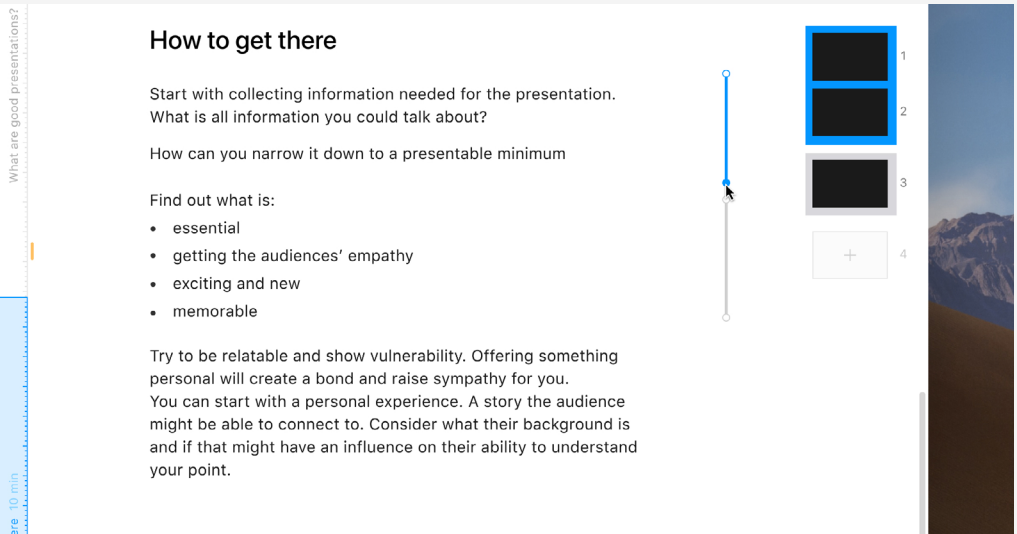 What are good presentations?
How to get there
Start with collecting information needed for the presentation.
What is all information you could talk about?
How can you narrow it down to a presentable minimum
Find out what is:
• essential
• getting the audiences’ empathy
• exciting and new
• memorable
Try to be relatable and show vulnerability. Offering something
personal will create a bond and raise sympathy for you.
You can start with a personal experience. A story the audience
might be able to connect to. Consider what their background is
and if that might have an influence on their ability to understand
your point.
1
2
3
+ 4
ere 10 min